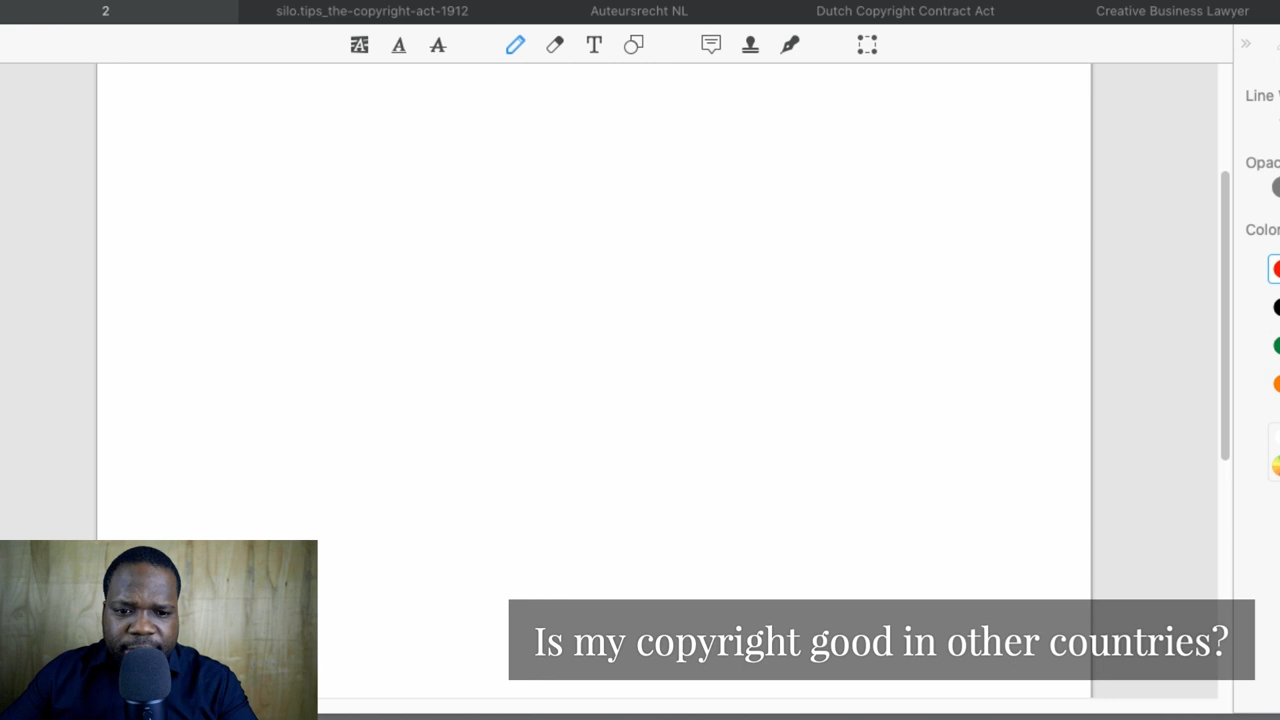 2
silo.tips_the-copyright-act-1912
Auteursrecht NL
Dutch Copyright Contract Act
Creative Business Lawyer
A A A T
Line
Opac
Color
Is my copyright good in other countries?